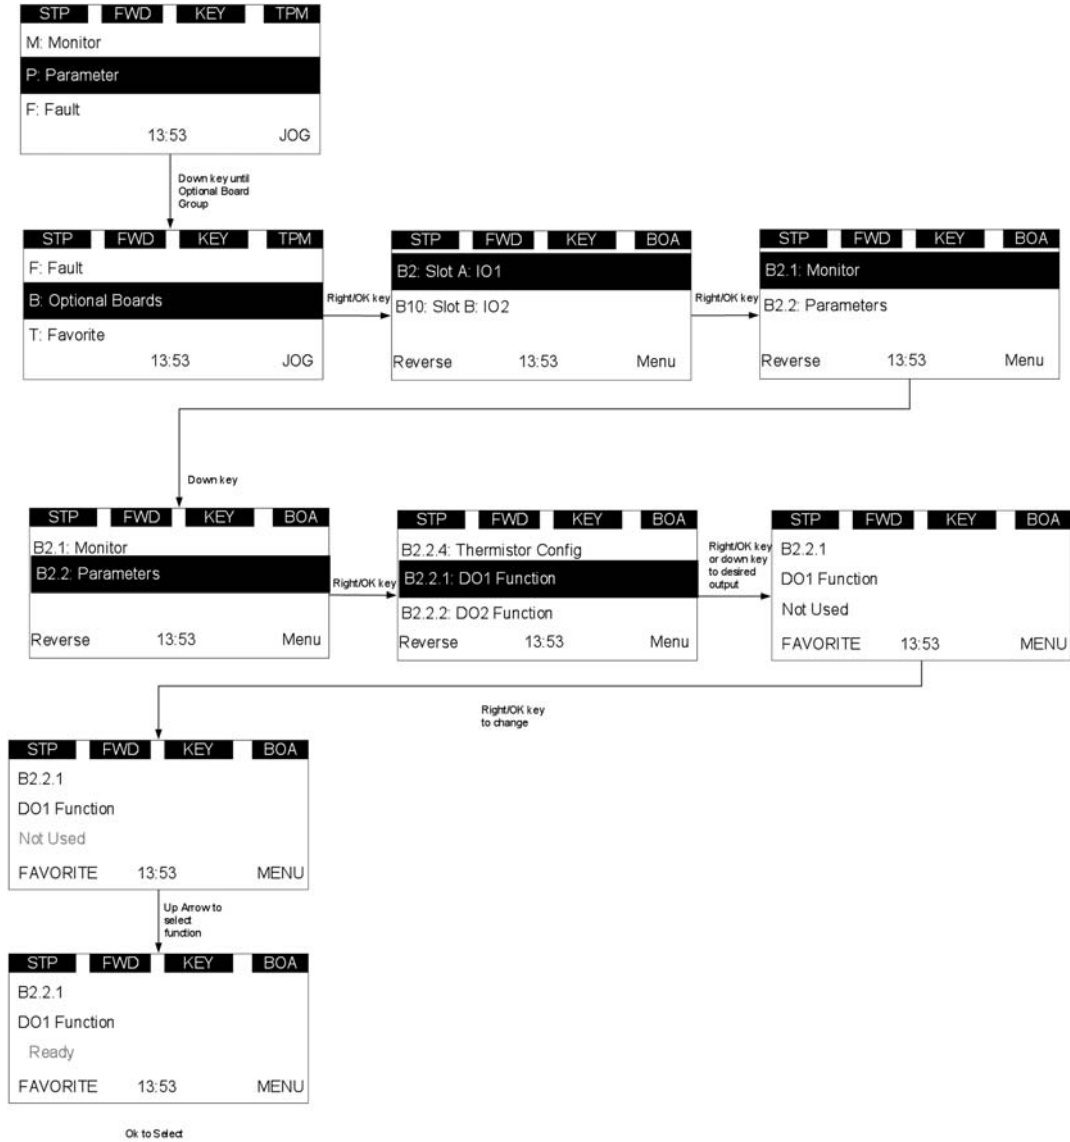 STP FWD KEY TPM
M: Monitor
P: Parameter
F: Fault
13:53 JOG
Down key until
Optional Board
Group
STP FWD KEY TPM
F: Fault
B: Optional Boards
T: Favorite
13:53 JOG
Right/OK key
STP FWD KEY BOA
B2: Slot A: IO1
B10: Slot B: IO2
Reverse 13:53 Menu
Right/OK key
STP FWD KEY BOA
B2.1: Monitor
B2.2: Parameters
Reverse 13:53 Menu
Down key
STP FWD KEY BOA
B2.1: Monitor
B2.2: Parameters
Reverse 13:53 Menu
Right/OK key
STP FWD KEY BOA
B2.2.4: Thermistor Config
B2.2.1: DO1 Function
B2.2.2: DO2 Function
Reverse 13:53 Menu
Right/OK key
or down key
to desired
output
STP FWD KEY BOA
B2.2.1
DO1 Function
Not Used
FAVORITE 13:53 MENU
Right/OK key
to change
STP FWD KEY BOA
B2.2.1
DO1 Function
Not Used
FAVORITE 13:53 MENU
Up Arrow to
select
function
STP FWD KEY BOA
B2.2.1
DO1 Function
Ready
FAVORITE 13:53 MENU
Ok to Select